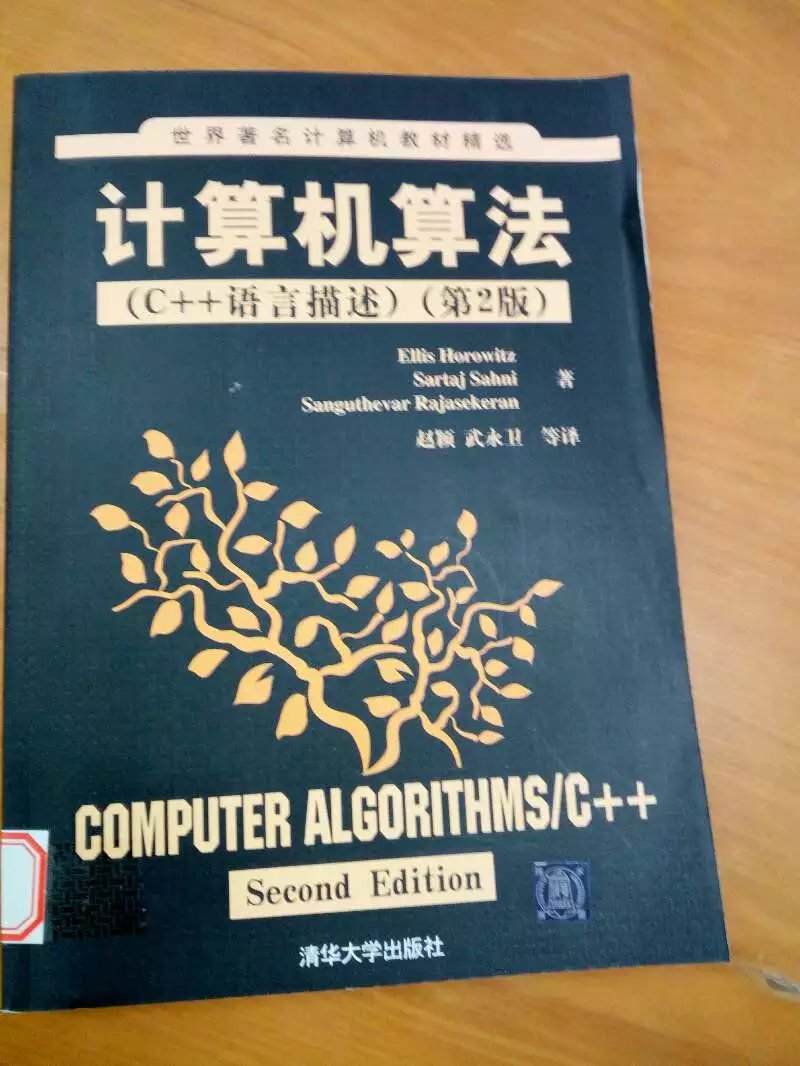 世界著名计算机教材精选
计算机算法
(C++语言描述)(第2版)
Ellis Horowitz
Sartaj Sahni 著
Sanguthevar Rajasekeran
赵颖 武永卫 等译
COMPUTER ALGORITHMS/C++
Second Edition
清华大学出版社